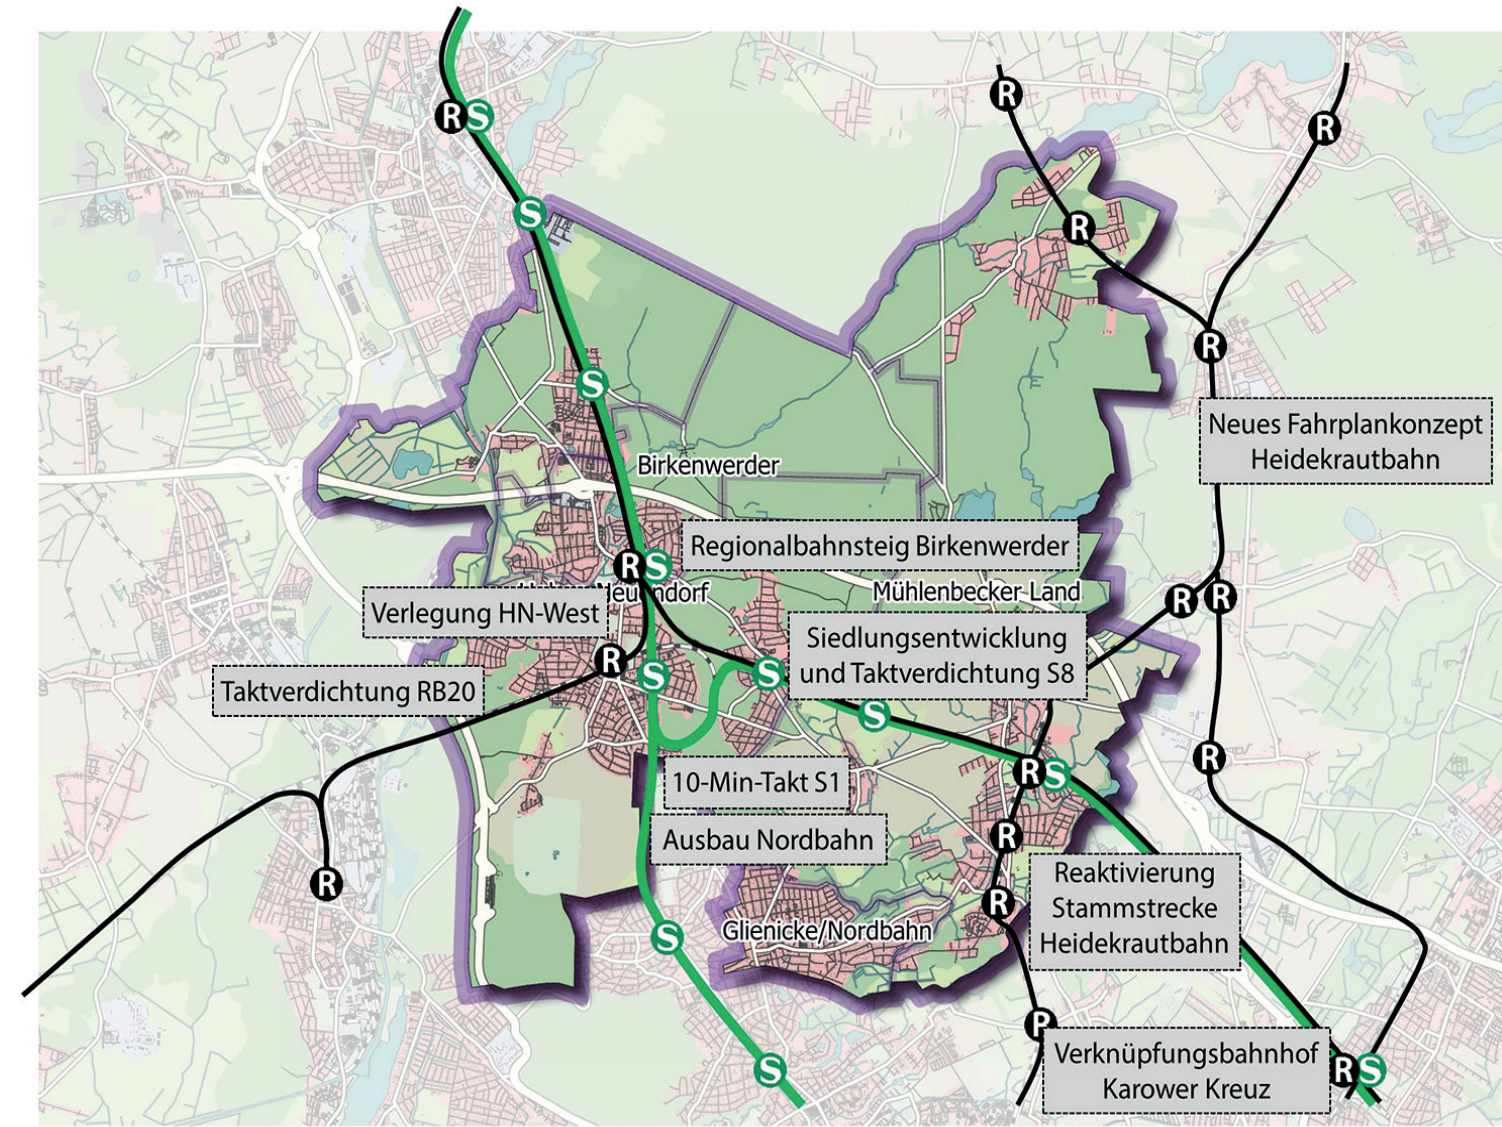 R S
R
R
S
R
R
S
Neues Fahrplankonzept
Heidekrautbahn
Birkenwerder
Regionalbahnsteig Birkenwerder
R S
Neuendorf
Mühlenbecker Land
Verlegung HN-West
R R
Siedlungsentwicklung
und Taktverdichtung S8
R
S
S
Taktverdichtung RB20
S
R
R S
10-Min-Takt S1
R
Ausbau Nordbahn
Reaktivierung
Stammstrecke
Heidekrautbahn
R
R
Glienicke/Nordbahn
S
Verknüpfungsbahnhof
Karower Kreuz
S
R S